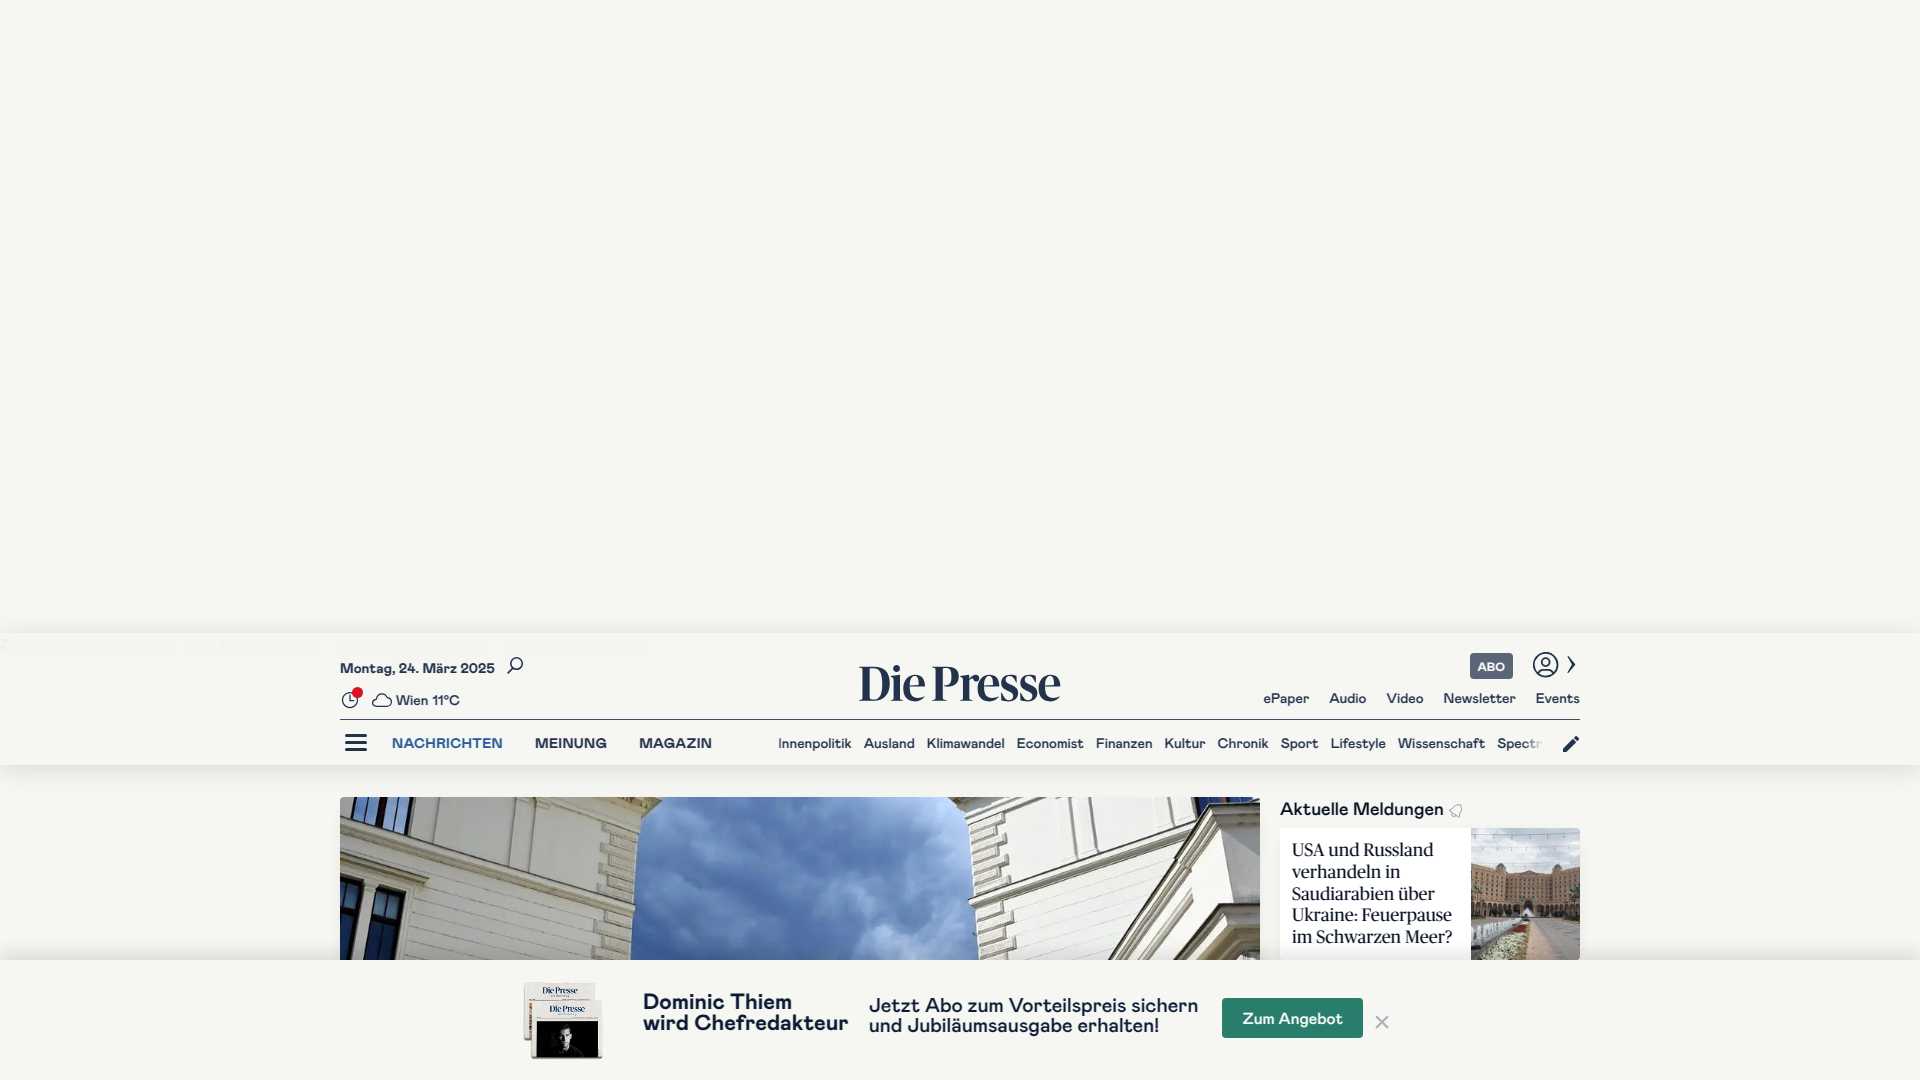 Montag, 24. März 2025
Die Presse
ABO
Wien 11°C
ePaper Audio Video Newsletter Events
NACHRICHTEN MEINUNG MAGAZIN Innenpolitik Ausland Klimawandel Economist Finanzen Kultur Chronik Sport Lifestyle Wissenschaft Spectr
Aktuelle Meldungen
USA und Russland
verhandeln in
Saudiarabien über
Ukraine: Feuerpause
im Schwarzen Meer?
Die Presse
Die Presse
Dominic Thiem
wird Chefredakteur
Jetzt Abo zum Vorteilspreis sichern
und Jubiläumsausgabe erhalten!
Zum Angebot